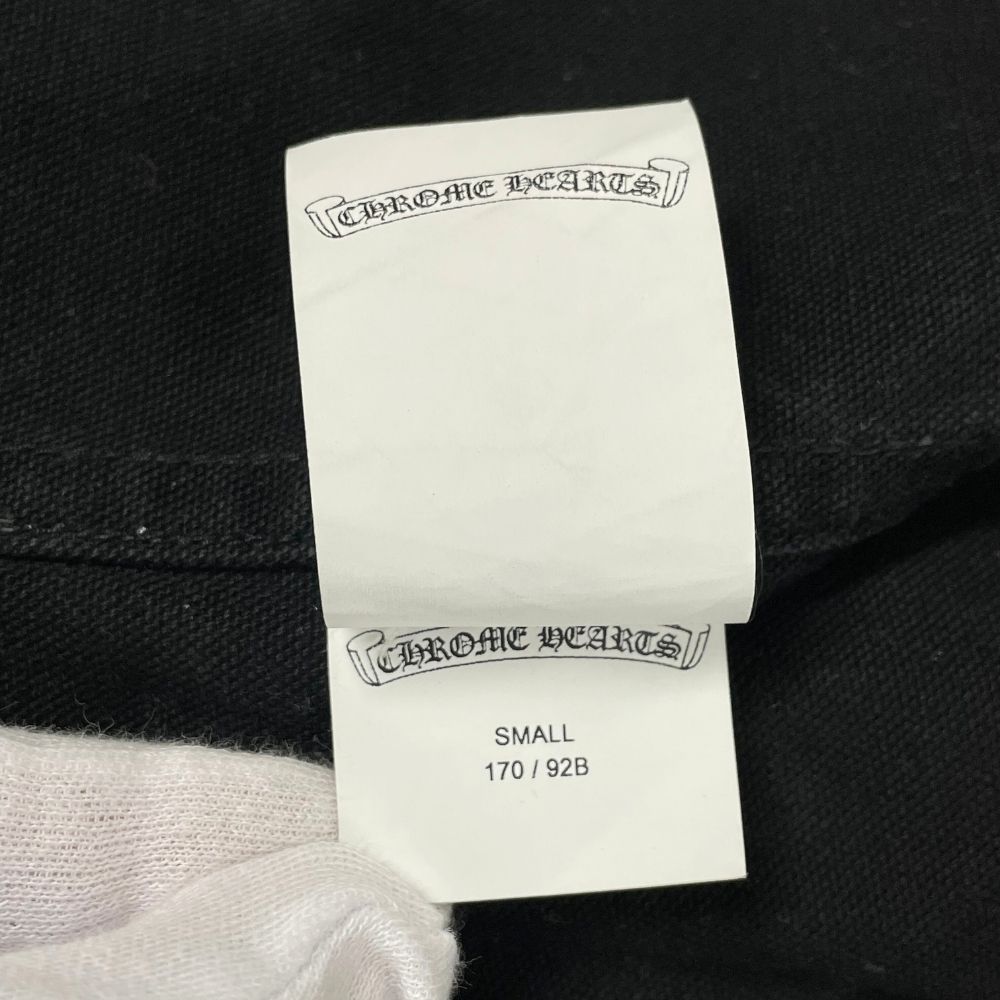 CHROME HEARTS
CHROME HEARTS
SMALL
170 / 92B